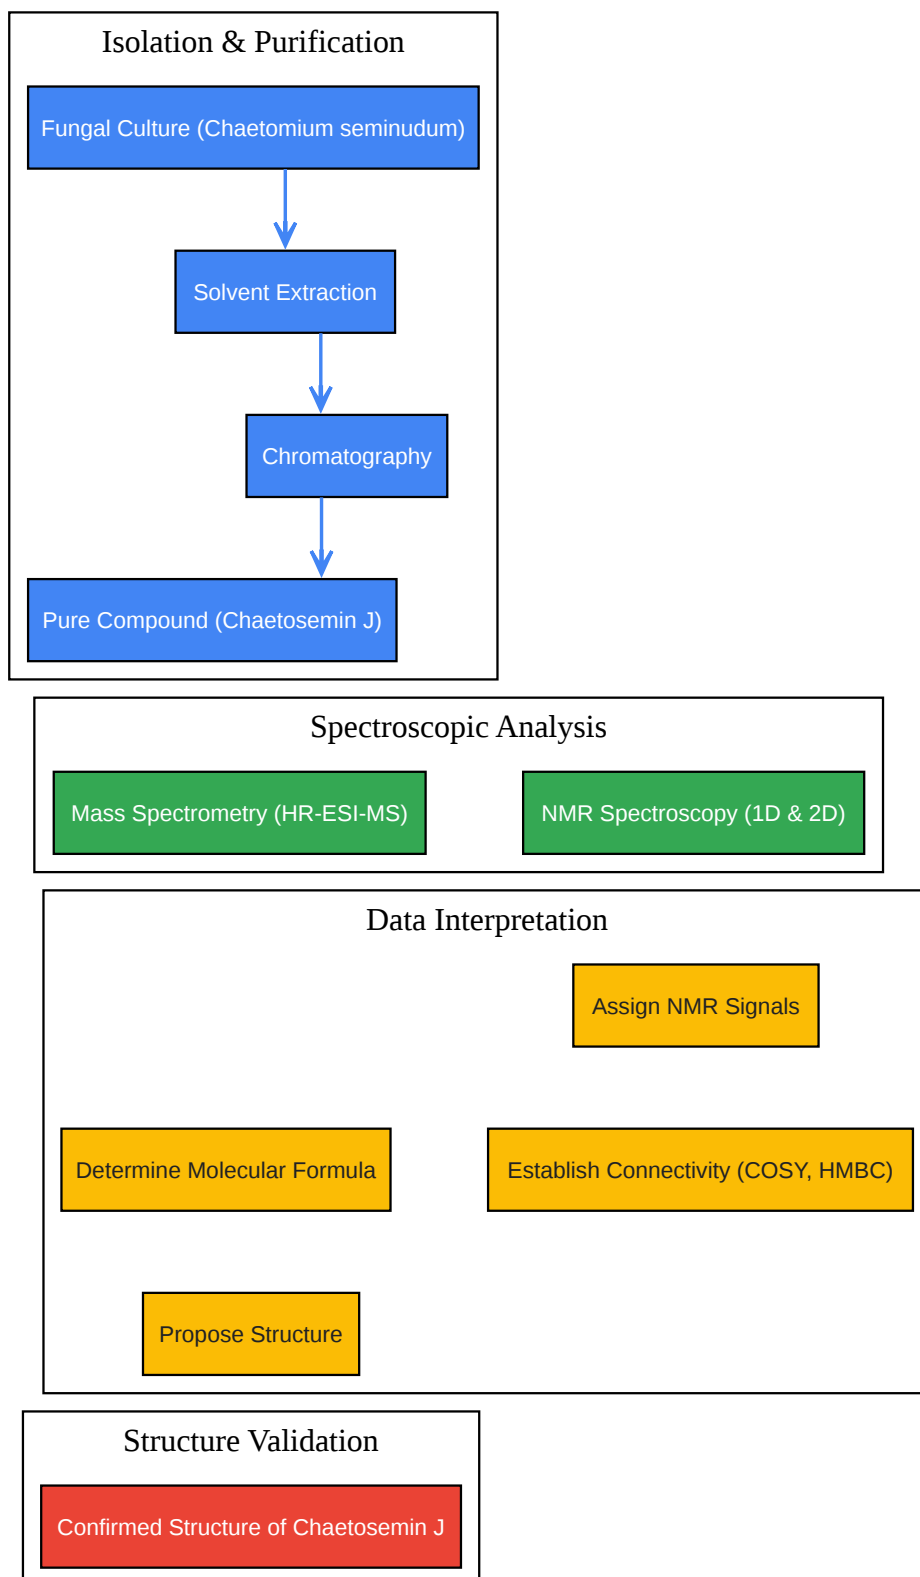 Isolation & Purification
Fungal Culture (Chaetomium seminudum)
Solvent Extraction
Chromatography
Pure Compound (Chaetosemin J)
Spectroscopic Analysis
Mass Spectrometry (HR-ESI-MS)
NMR Spectroscopy (1D & 2D)
Data Interpretation
Assign NMR Signals
Determine Molecular Formula
Establish Connectivity (COSY, HMBC)
Propose Structure
Structure Validation
Confirmed Structure of Chaetosemin J